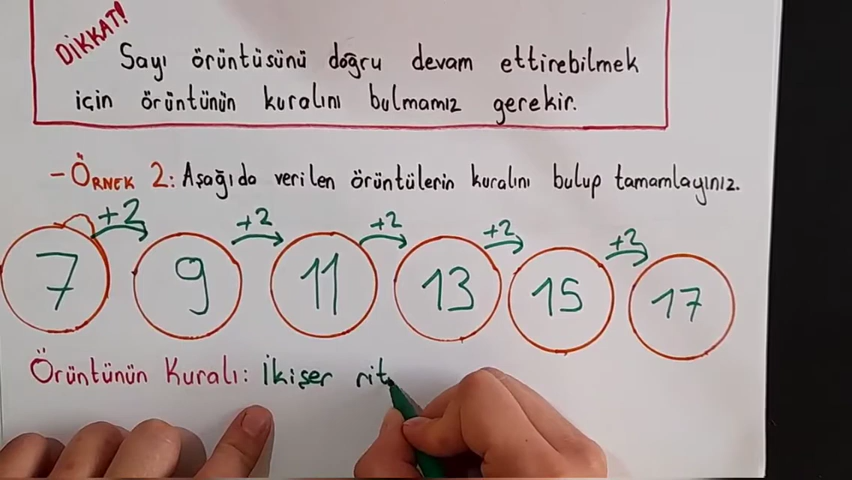 DİKKAT!
Sayı örüntüsünü doğru devam ettirebilmek
için örüntünün kuralını bulmamız gerekir.
- ÖRNEK 2: Aşağıda verilen örüntülerin kuralını bulup tamamlayınız.
+2 +2 +2 +2 +2
7 9 11 13 15 17
Örüntünün Kuralı: İkişer rit